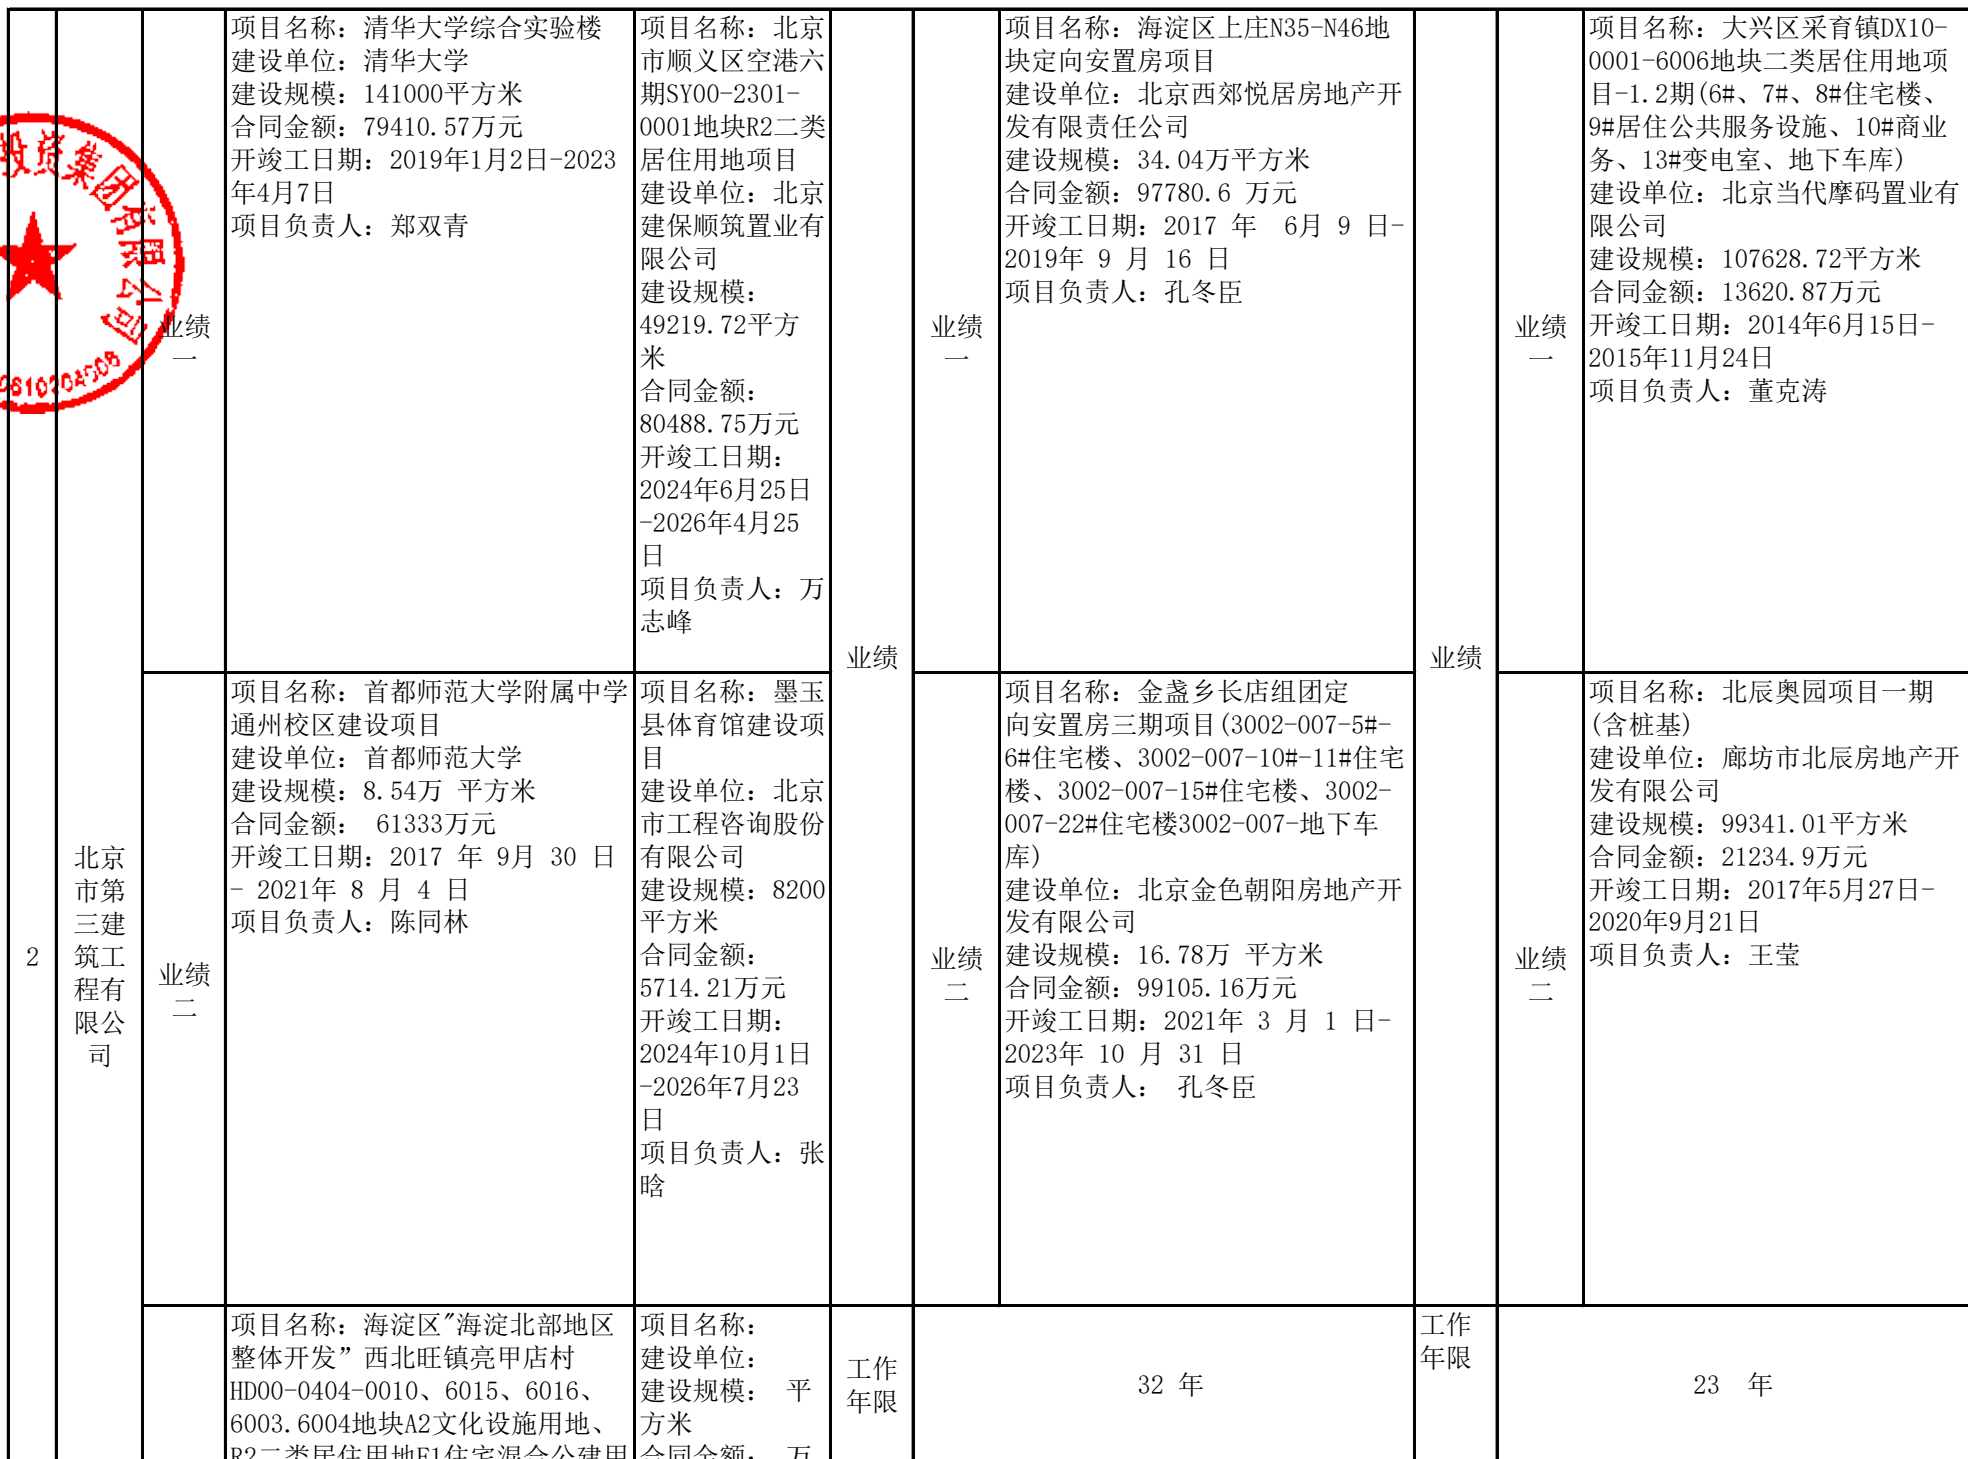 投资集团有限公司
2
北京
市第
三建
筑工
程有
限公
司
业绩
一
项目名称：清华大学综合实验楼
建设单位：清华大学
建设规模：141000平方米
合同金额：79410.57万元
开竣工日期：2019年1月2日-2023
年4月7日
项目负责人：郑双青
项目名称：北京
市顺义区空港六
期SY00-2301-
0001地块R2二类
居住用地项目
建设单位：北京
建保顺筑置业有
限公司
建设规模：
49219.72平方
米
合同金额：
80488.75万元
开竣工日期：
2024年6月25日
-2026年4月25
日
项目负责人：万
志峰
业绩
业绩
一
项目名称：海淀区上庄N35-N46地
块定向安置房项目
建设单位：北京西郊悦居房地产开
发有限责任公司
建设规模：34.04万平方米
合同金额：97780.6 万元
开竣工日期：2017 年  6月 9 日-
2019年 9 月 16 日
项目负责人：孔冬臣
业绩
业绩
一
项目名称：大兴区采育镇DX10-
0001-6006地块二类居住用地项
目-1.2期(6#、7#、8#住宅楼、
9#居住公共服务设施、10#商业
务、13#变电室、地下车库)
建设单位：北京当代摩码置业有
限公司
建设规模：107628.72平方米
合同金额：13620.87万元
开竣工日期：2014年6月15日-
2015年11月24日
项目负责人：董克涛
业绩
二
项目名称：首都师范大学附属中学
通州校区建设项目
建设单位：首都师范大学
建设规模：8.54万 平方米
合同金额： 61333万元
开竣工日期：2017 年 9月 30 日
- 2021年 8 月 4 日
项目负责人：陈同林
项目名称：墨玉
县体育馆建设项
目
建设单位：北京
市工程咨询股份
有限公司
建设规模：8200
平方米
合同金额：
5714.21万元
开竣工日期：
2024年10月1日
-2026年7月23
日
项目负责人：张
晗
业绩
二
项目名称：金盏乡长店组团定
向安置房三期项目(3002-007-5#-
6#住宅楼、3002-007-10#-11#住宅
楼、3002-007-15#住宅楼、3002-
007-22#住宅楼3002-007-地下车
库)
建设单位：北京金色朝阳房地产开
发有限公司
建设规模：16.78万 平方米
合同金额：99105.16万元
开竣工日期：2021年 3 月 1 日-
2023年 10 月 31 日
项目负责人： 孔冬臣
业绩
二
项目名称：北辰奥园项目一期
(含桩基)
建设单位：廊坊市北辰房地产开
发有限公司
建设规模：99341.01平方米
合同金额：21234.9万元
开竣工日期：2017年5月27日-
2020年9月21日
项目负责人：王莹
项目名称：海淀区"海淀北部地区
整体开发”西北旺镇亮甲店村
HD00-0404-0010、6015、6016、
6003.6004地块A2文化设施用地、
R2二类居住用地F1住宅混合公建用
项目名称：
建设单位：
建设规模： 平
方米
合同金额： 万
工作
年限
32 年
工作
年限
23 年